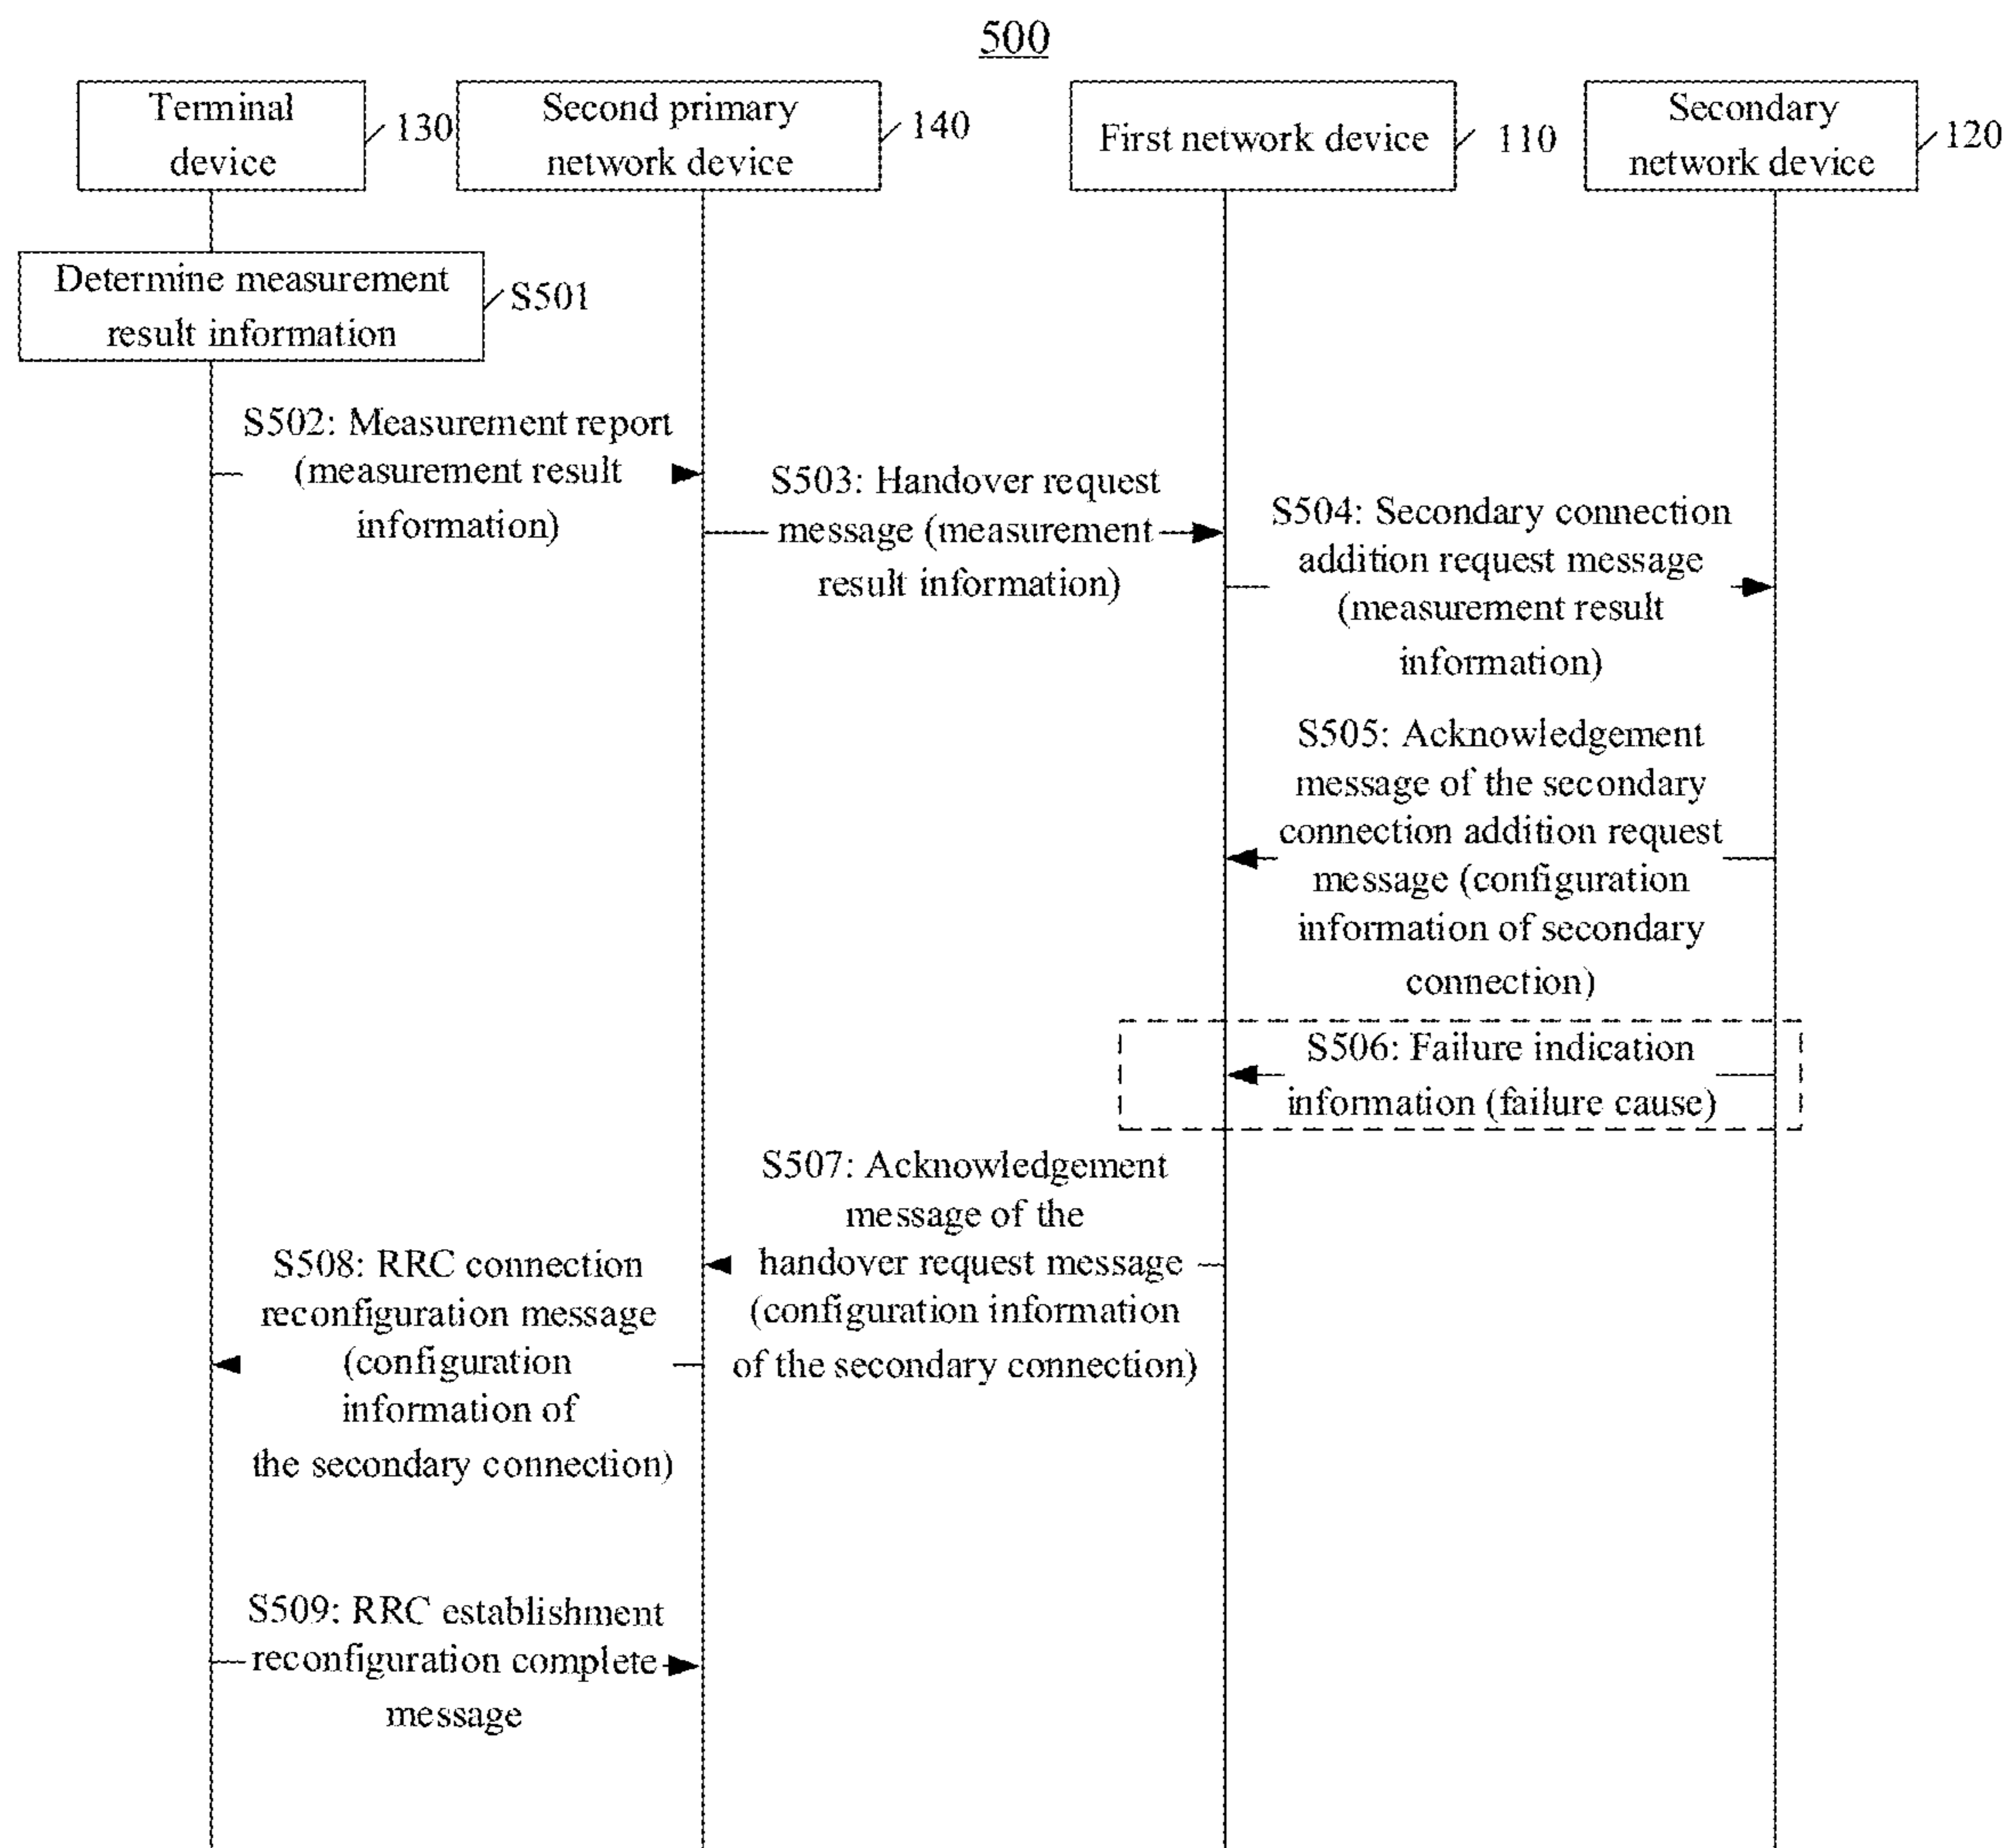 500
Terminal
device
130
Second primary
network device
140
First network device
110
Secondary
network device
120
Determine measurement
result information
S501
S502: Measurement report
(measurement result
information)
S503: Handover request
message (measurement
result information)
S504: Secondary connection
addition request message
(measurement result
information)
S505: Acknowledgement
message of the secondary
connection addition request
message (configuration
information of secondary
connection)
S506: Failure indication
information (failure cause)
S507: Acknowledgement
message of the
handover request message
(configuration information
of the secondary connection)
S508: RRC connection
reconfiguration message
(configuration
information of
the secondary connection)
S509: RRC establishment
reconfiguration complete
message